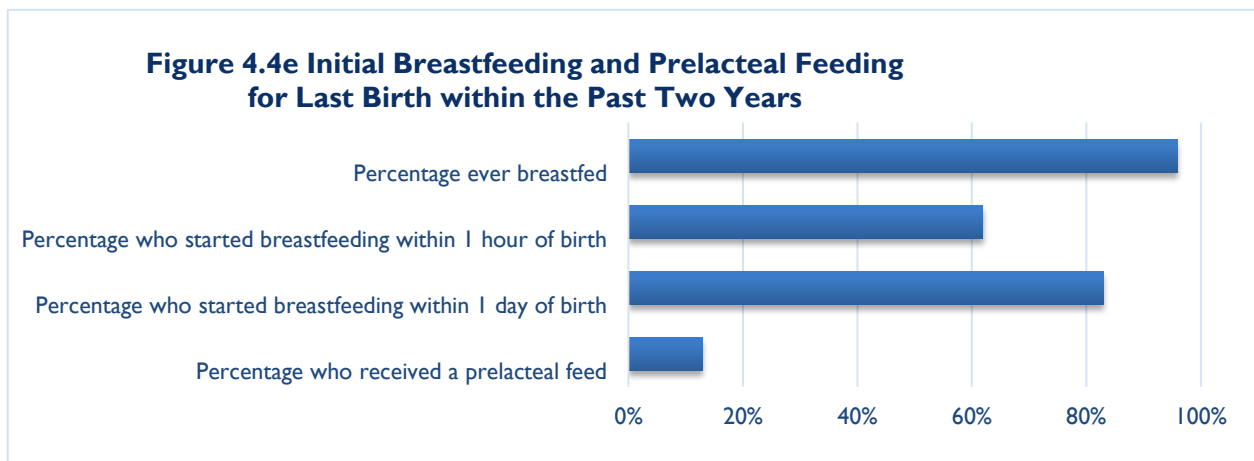 Figure 4.4e Initial Breastfeeding and Prelacteal Feeding
for Last Birth within the Past Two Years
Percentage ever breastfed
Percentage who started breastfeeding within 1 hour of birth
Percentage who started breastfeeding within 1 day of birth
Percentage who received a prelacteal feed
0% 20% 40% 60% 80% 100%